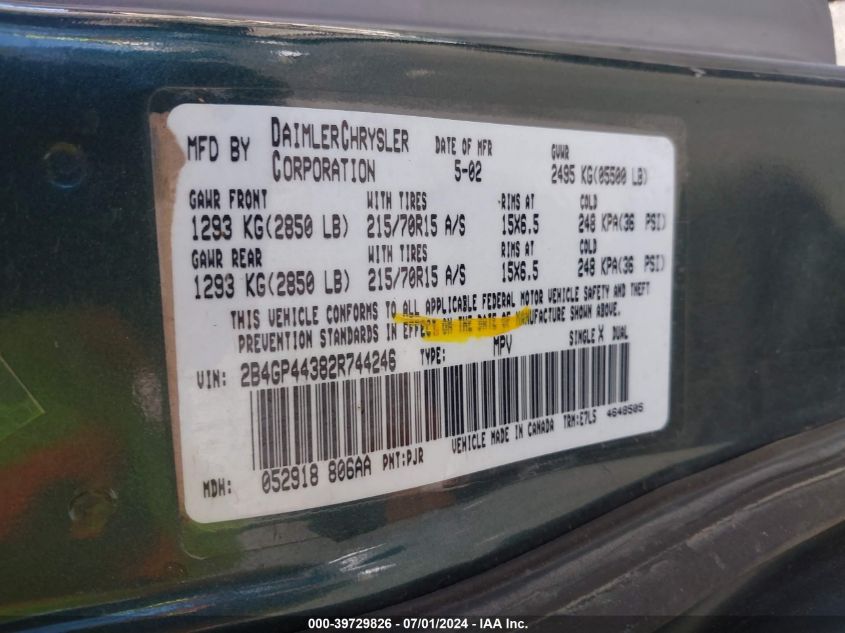 MFD BY DAIMLERCHRYSLER CORPORATION DATE OF MFR 5-02 GVWR 2495 KG(05500 LB)
GAWR FRONT WITH TIRES RIMS AT COLD
1293 KG(2850 LB) 215/70R15 A/S 15X6.5 248 KPA(36 PSI)
GAWR REAR WITH TIRES RIMS AT COLD
1293 KG(2850 LB) 215/70R15 A/S 15X6.5 248 KPA(36 PSI)
THIS VEHICLE CONFORMS TO ALL APPLICABLE FEDERAL MOTOR VEHICLE SAFETY AND THEFT
PREVENTION STANDARDS IN EFFECT ON THE DATE OF MANUFACTURE SHOWN ABOVE.
VIN: 2B4GP44382R744246 TYPE: MPV SINGLE X DUAL
MDH: 052918 806AA PNT:PJR VEHICLE MADE IN CANADA TRM:E7LS 4648505
000-39729826 - 07/01/2024 - IAA Inc.